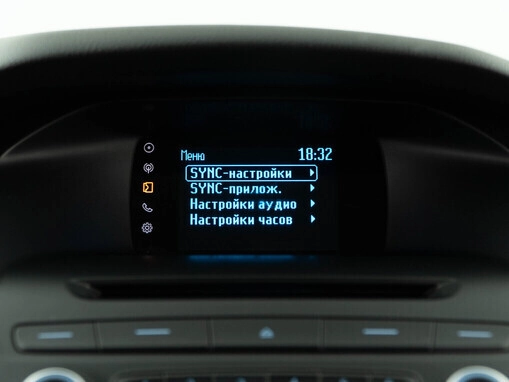 Меню 18:32
SYNC-настройки
SYNC-прилож.
Настройки аудио
Настройки часов